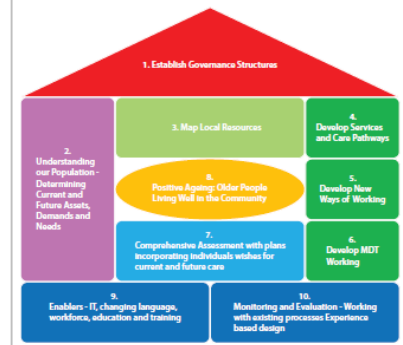 1. Establish Governance Structures
2.
Understanding
our Population -
Determining
Current and
Future Assets,
Demands and
Needs
3. Map Local Resources
4.
Develop Services
and Care Pathways
8.
Positive Ageing: Older People
Living Well in the Community
5.
Develop New
Ways of Working
7.
Comprehensive Assessment with plans
incorporating individuals wishes for
current and future care
6.
Develop MDT
Working
9.
Enablers - IT, changing language,
workforce, education and training
10.
Monitoring and Evaluation - Working
with existing processes Experience
based design